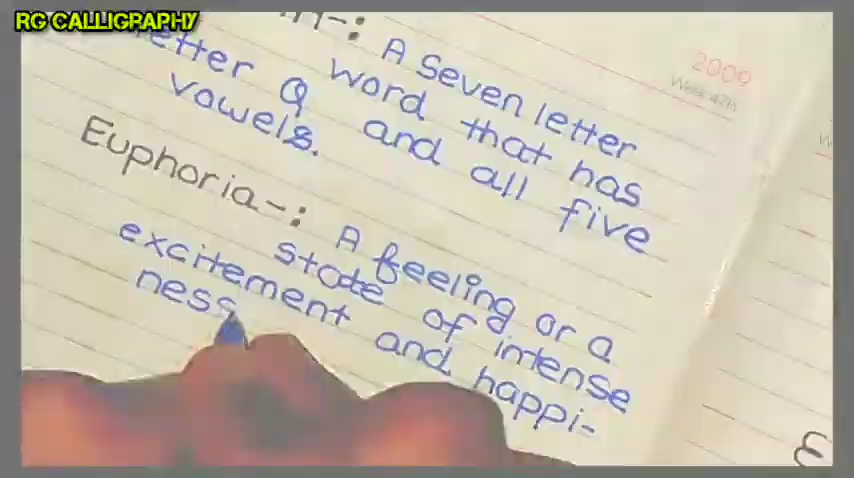 RG CALLIGRAPHY
2009
A Seven letter
word that has
letter Q and all five
vowels.
Euphoria-: A feeling or a
state of intense
excitement and happi-
ness